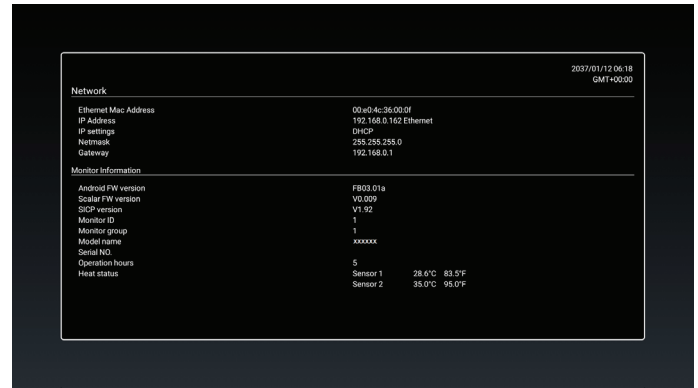 2037/01/12 06:18
GMT+00:00
Network
Ethernet Mac Address 00:e0:4c:36:00:0f
IP Address 192.168.0.162 Ethernet
IP settings DHCP
Netmask 255.255.255.0
Gateway 192.168.0.1
Monitor Information
Android FW version FB03.01a
Scalar FW version V0.009
SICP version V1.92
Monitor ID 1
Monitor group 1
Model name xxxxxx
Serial NO.
Operation hours 5
Heat status Sensor 1 28.6°C 83.5°F
Sensor 2 35.0°C 95.0°F